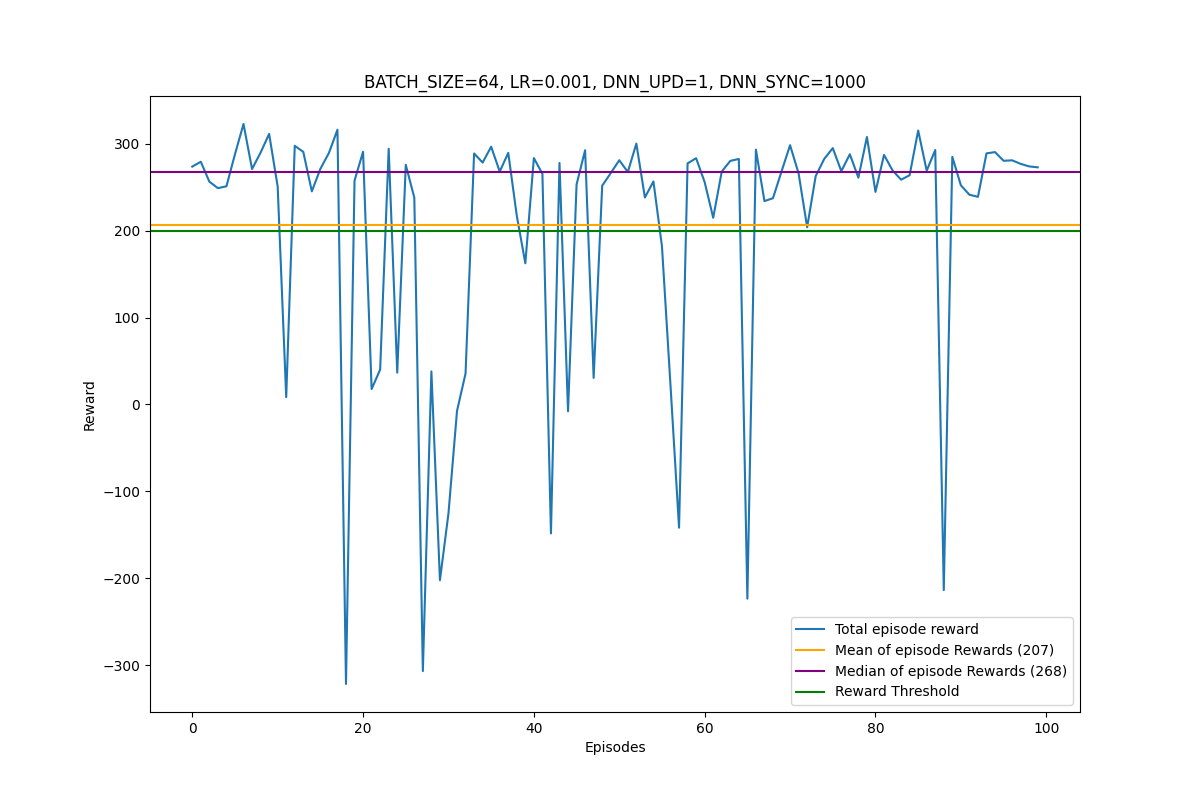 BATCH_SIZE=64, LR=0.001, DNN_UPD=1, DNN_SYNC=1000
300
200
100
0
−100
−200
−300
Reward
Total episode reward
Mean of episode Rewards (207)
Median of episode Rewards (268)
Reward Threshold
0 20 40 60 80 100
Episodes